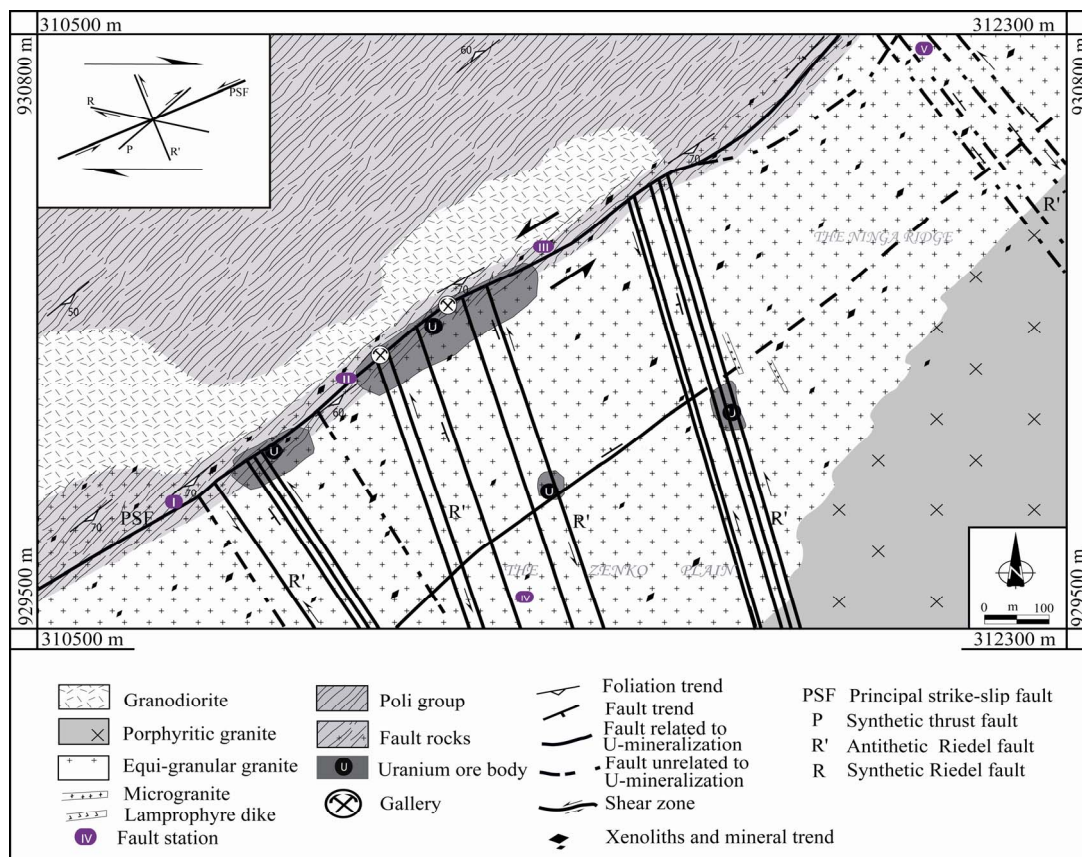 310500 m
312300 m
930800 m
930800 m
PSF
R
P
R'
60
70
THE NINGA RIDGE
R'
III
V
50
70
U
II
60
U
U
U
I
70
PSF
70
R'
R'
R'
R'
THE ZENKO PLAIN
IV
N
0 m 100
929500 m
929500 m
310500 m
312300 m
Granodiorite
Porphyritic granite
Equi-granular granite
Microgranite
Lamprophyre dike
IV Fault station
Poli group
Fault rocks
U Uranium ore body
Gallery
Foliation trend
Fault trend
Fault related to
U-mineralization
Fault unrelated to
U-mineralization
Shear zone
Xenoliths and mineral trend
PSF Principal strike-slip fault
P Synthetic thrust fault
R' Antithetic Riedel fault
R Synthetic Riedel fault